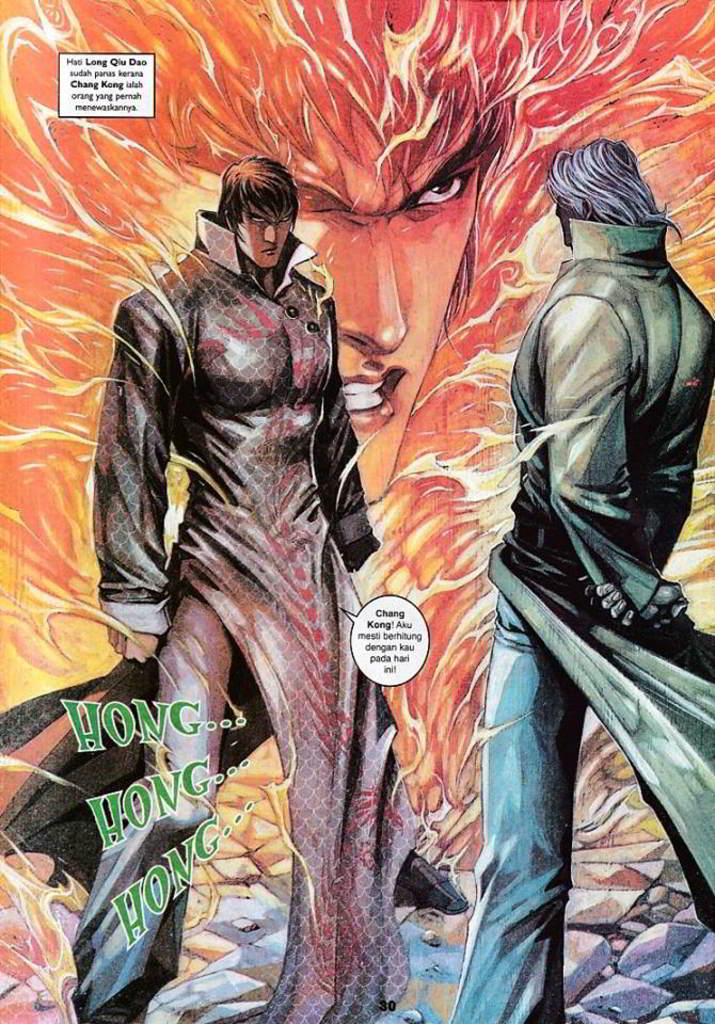 Hati Long Qiu Dao
sudah panas kerana
Chang Kong ialah
orang yang pernah
menewaskannya.
Chang
Kong! Aku
mesti berhitung
dengan kau
pada hari
ini!
HONG...
HONG...
HONG...
30